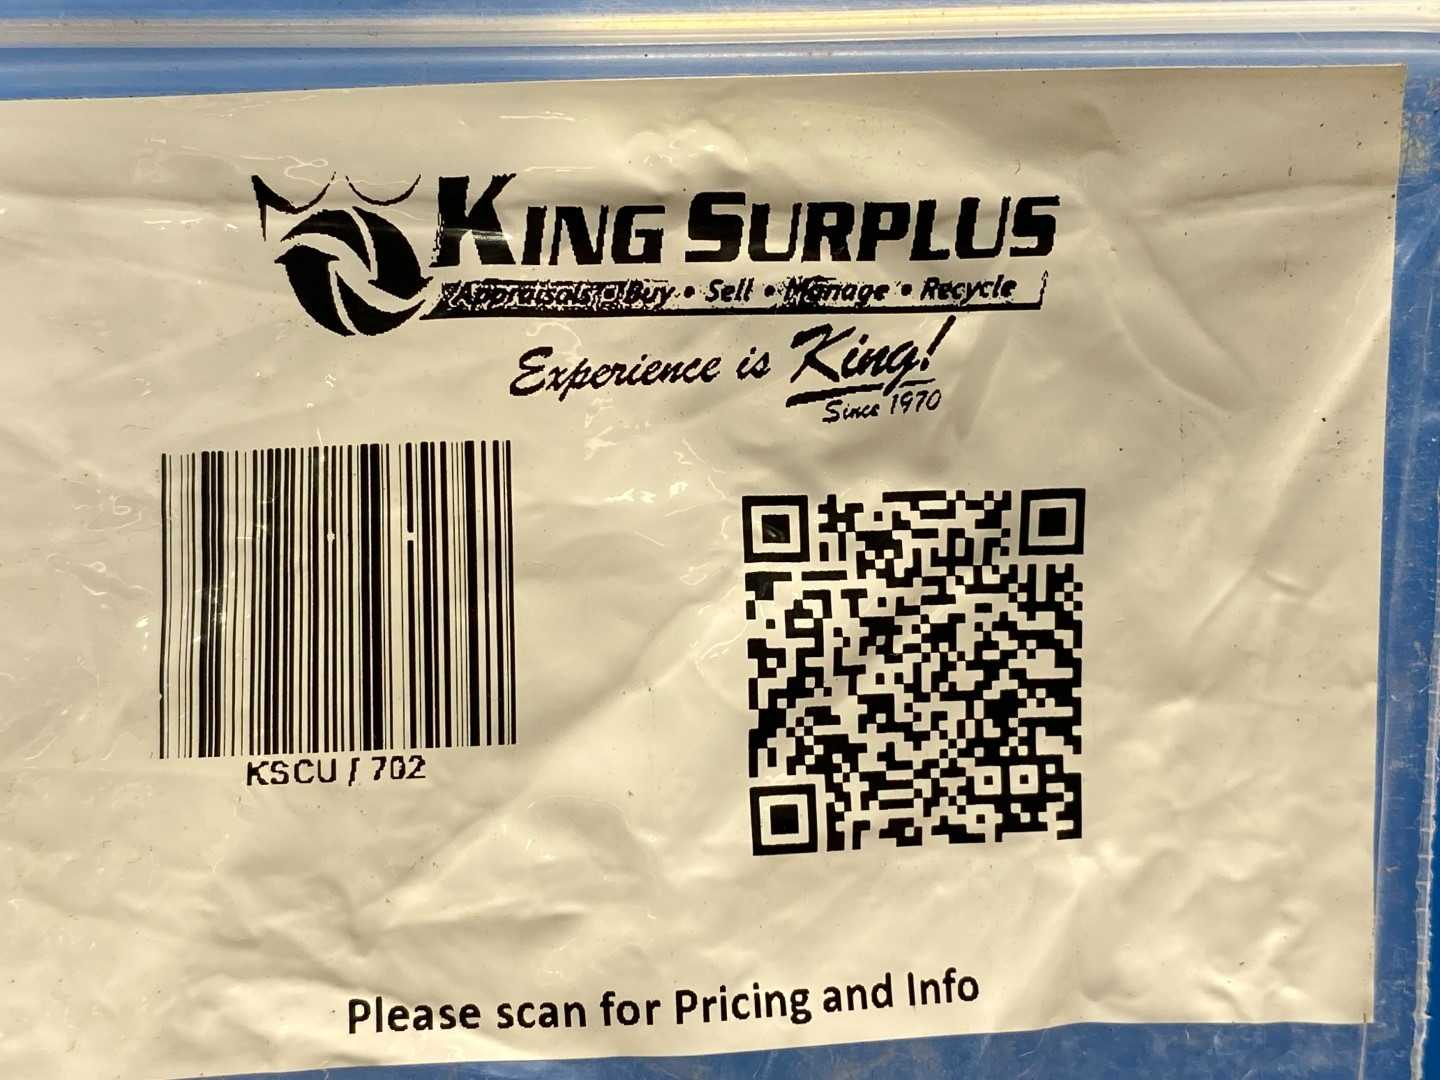 KING SURPLUS
Appraisals • Buy • Sell • Manage • Recycle
Experience is King!
Since 1970
KSCU / 702
Please scan for Pricing and Info